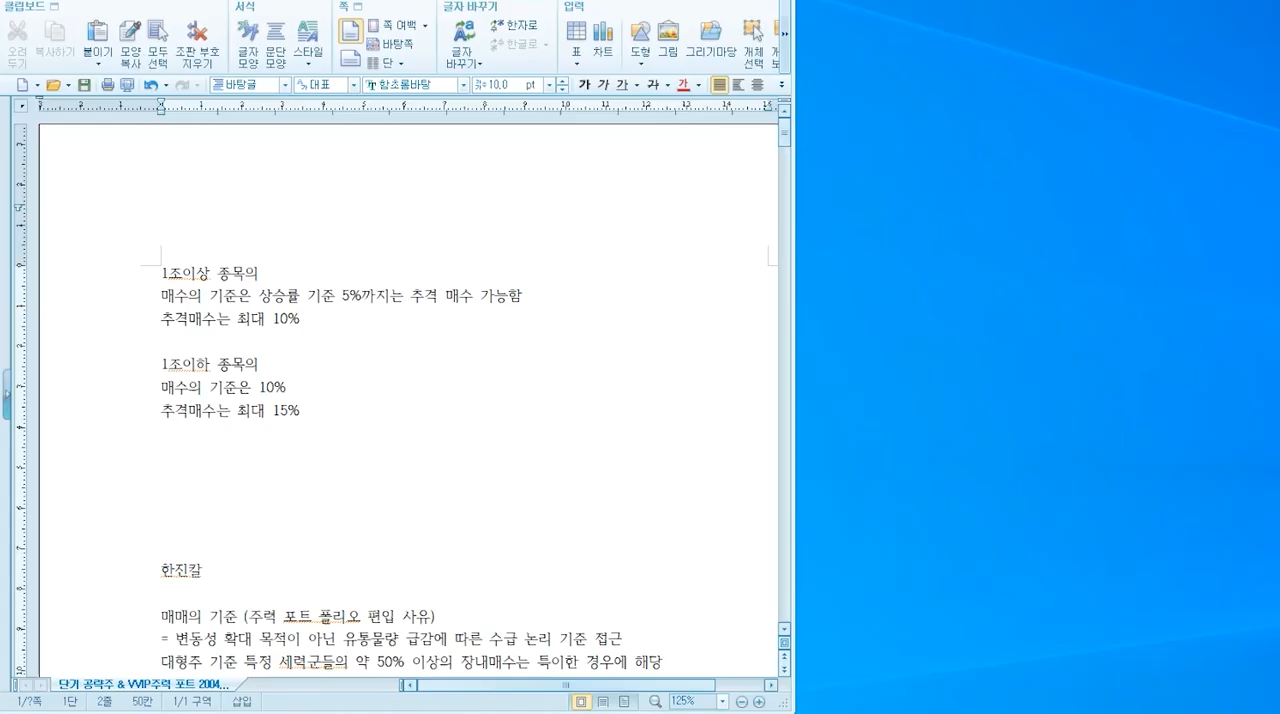 클립보드 서식 쪽 글자 바꾸기 입력
오려 두기 복사하기 붙이기 모양 복사 모두 선택 조판 부호 지우기 글자 모양 문단 모양 스타일 쪽 여백 바탕쪽 단 글자 바꾸기 한자로 한글로 표 차트 도형 그림 그리기마당 개체 선택
바탕글 대표 함초롬바탕 10.0 pt 가 가 가 가 가
1조이상 종목의
매수의 기준은 상승률 기준 5%까지는 추격 매수 가능함
추격매수는 최대 10%
1조이하 종목의
매수의 기준은 10%
추격매수는 최대 15%
한진칼
매매의 기준 (주력 포트 폴리오 편입 사유)
= 변동성 확대 목적이 아닌 유통물량 급감에 따른 수급 논리 기준 접근
대형주 기준 특정 세력군들의 약 50% 이상의 장내매수는 특이한 경우에 해당
단기 공략주 & VVIP주력 포트 2004...
1/?쪽 1단 2줄 50칸 1/1 구역 삽입 125%